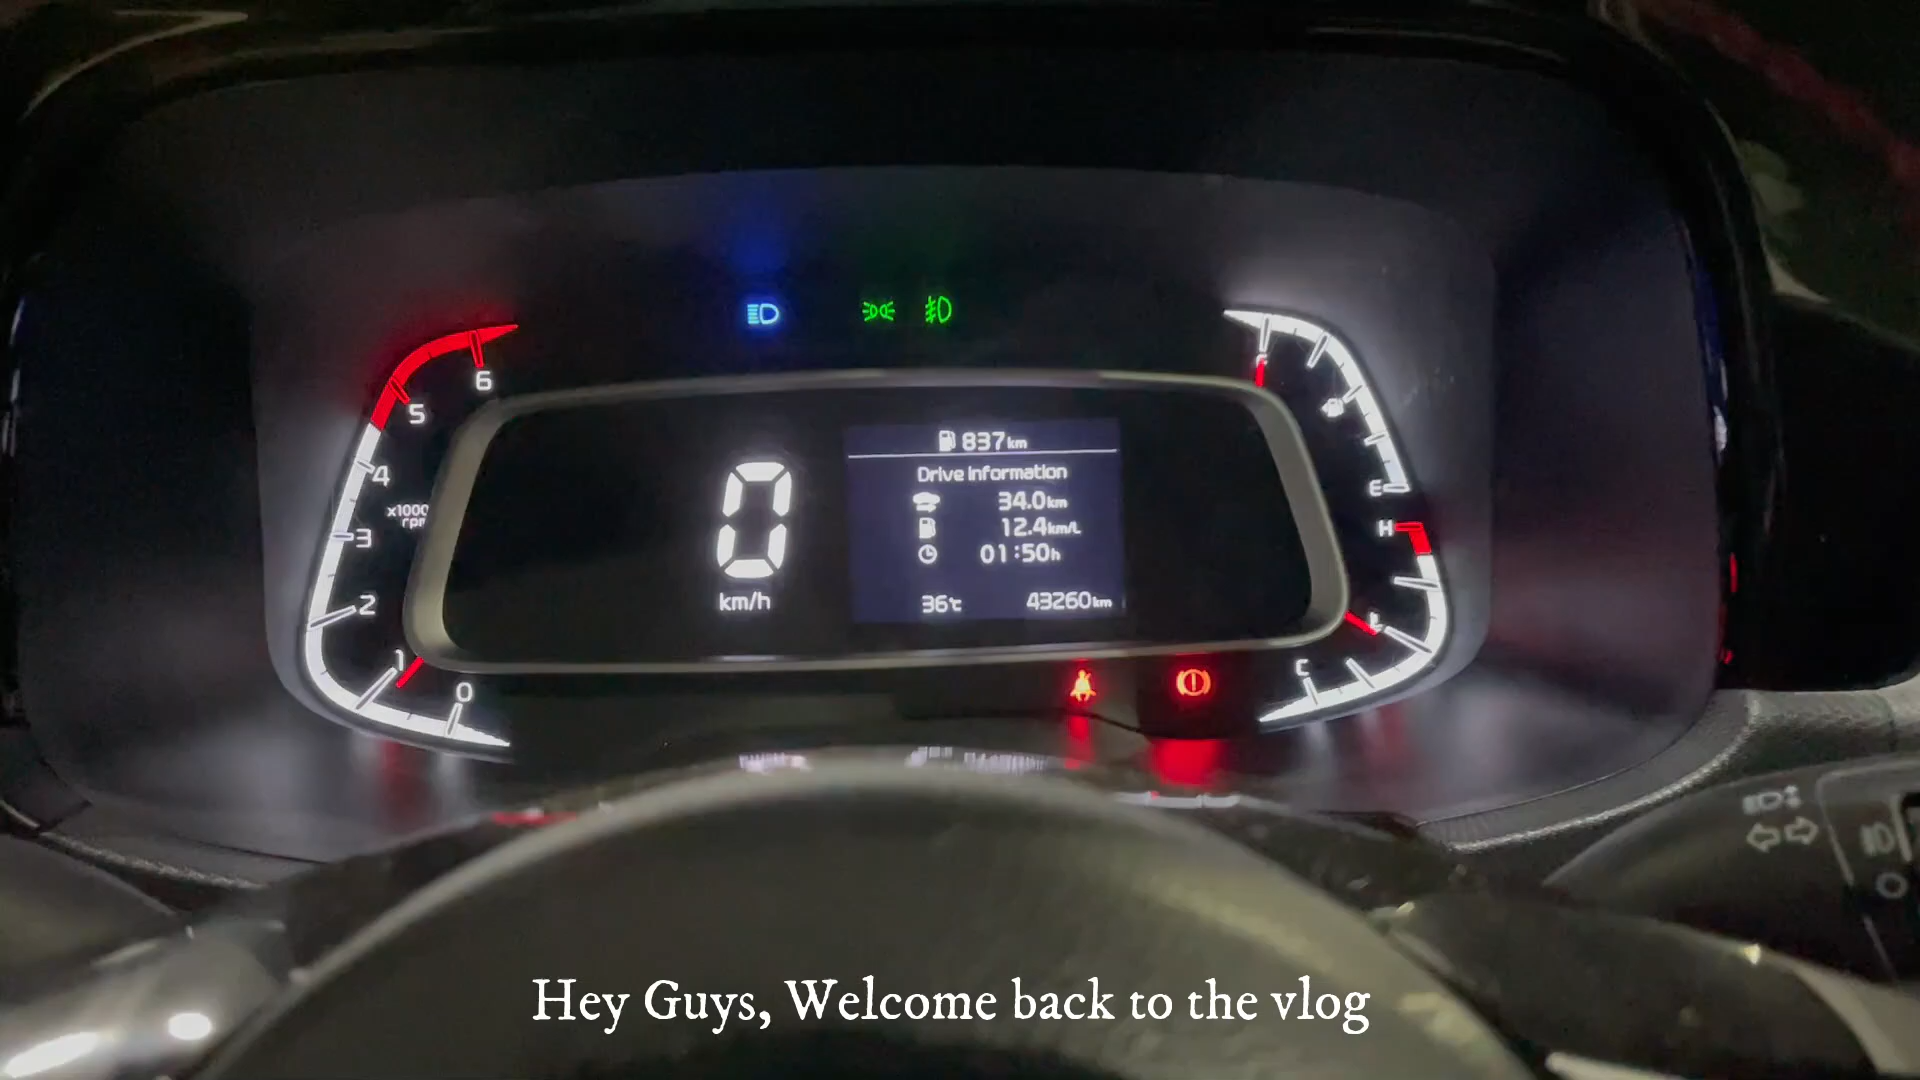 837km
Drive Information
34.0km
12.4km/L
01:50h
36℃
43260km
0
km/h
6
5
4
x1000
rpm
3
2
1
0
E
H
C
Hey Guys, Welcome back to the vlog